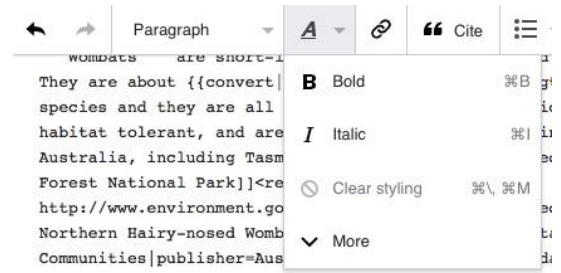 Paragraph A Cite
"Wombats" are short-l
They are about {{convert|
species and they are all
habitat tolerant, and are
Australia, including Tasm
Forest National Park]]<re
http://www.environment.go
Northern Hairy-nosed Womb
Communities|publisher=Aus
B Bold ⌘B
I Italic ⌘I
Clear styling ⌘\, ⌘M
More